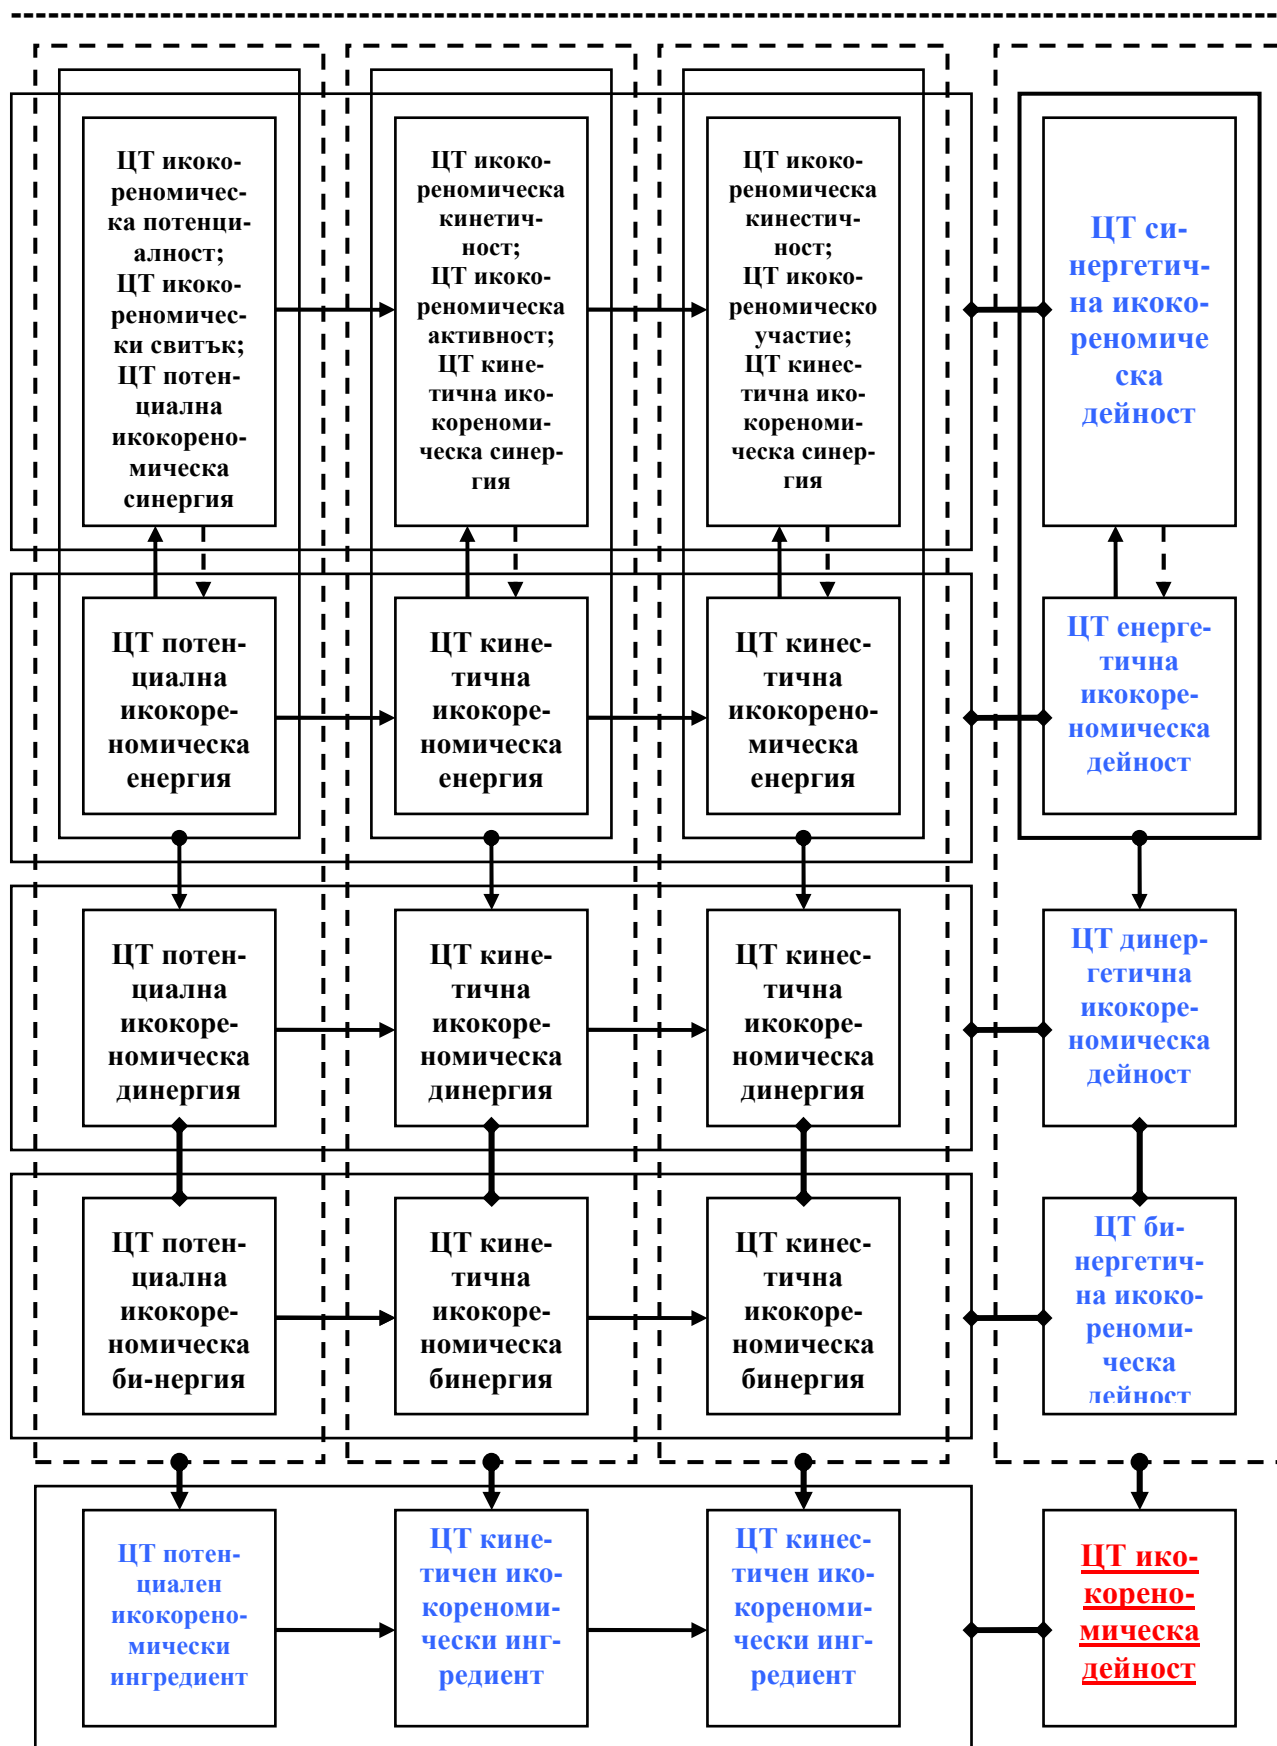 ЦТ икоко-
реномичес-
ка потенци-
алност;
ЦТ икоко-
реномичес-
ки свитък;
ЦТ потен-
циална
икокорено-
мическа
синергия
ЦТ икоко-
реномическа
кинетич-
ност;
ЦТ икоко-
реномическа
активност;
ЦТ кине-
тична ико-
кореноми-
ческа синер-
гия
ЦТ икоко-
реномическа
кинестич-
ност;
ЦТ икоко-
реномическо
участие;
ЦТ кинес-
тична ико-
кореноми-
ческа синер-
гия
ЦТ си-
нергетич-
на икоко-
реномиче
ска
дейност
ЦТ потен-
циална
икокоре-
номическа
енергия
ЦТ кине-
тична
икокоре-
номическа
енергия
ЦТ кинес-
тична
икокорено-
мическа
енергия
ЦТ енерге-
тична
икокоре-
номическа
дейност
ЦТ потен-
циална
икокоре-
номическа
динергия
ЦТ кине-
тична
икокоре-
номическа
динергия
ЦТ кинес-
тична
икокоре-
номическа
динергия
ЦТ динер-
гетична
икокоре-
номическа
дейност
ЦТ потен-
циална
икокоре-
номическа
би-нергия
ЦТ кине-
тична
икокоре-
номическа
бинергия
ЦТ кинес-
тична
икокоре-
номическа
бинергия
ЦТ би-
нергетич-
на икоко-
реноми-
ческа
дейност
ЦТ потен-
циален
икокорено-
мически
ингредиент
ЦТ кине-
тичен ико-
кореноми-
чески инг-
редиент
ЦТ кинес-
тичен ико-
кореноми-
чески инг-
редиент
ЦТ ико-
корено-
мическа
дейност